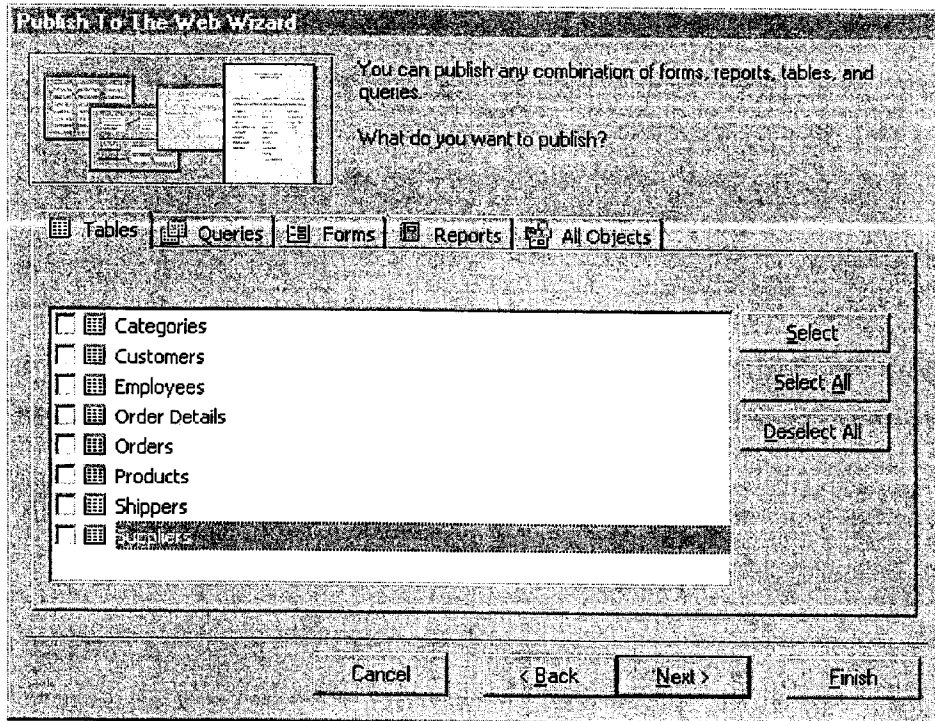 Publish To The Web Wizard
You can publish any combination of forms, reports, tables, and
queries.
What do you want to publish?
Tables Queries Forms Reports All Objects
Categories
Customers
Employees
Order Details
Orders
Products
Shippers
Suppliers
Select
Select All
Deselect All
Cancel < Back Next > Finish